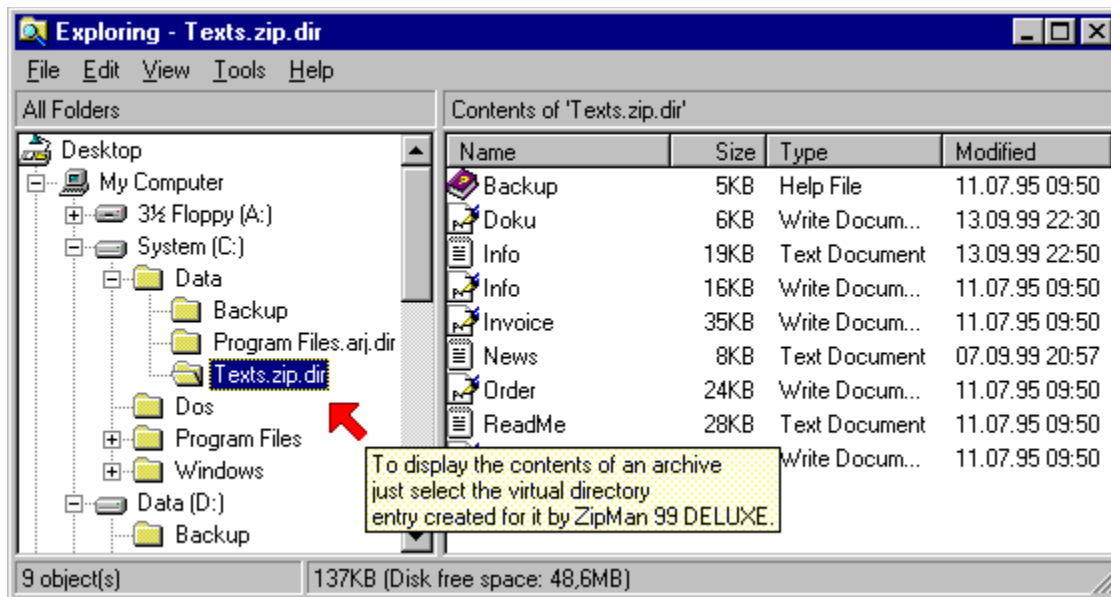 Exploring - Texts.zip.dir
File Edit View Tools Help
All Folders
Contents of 'Texts.zip.dir'
Desktop
My Computer
3½ Floppy (A:)
System (C:)
Data
Backup
Program Files.arj.dir
Texts.zip.dir
Dos
Program Files
Windows
Data (D:)
Backup
Name Size Type Modified
Backup 5KB Help File 11.07.95 09:50
Doku 6KB Write Docum... 13.09.99 22:30
Info 19KB Text Document 13.09.99 22:50
Info 16KB Write Docum... 11.07.95 09:50
Invoice 35KB Write Docum... 11.07.95 09:50
News 8KB Text Document 07.09.99 20:57
Order 24KB Write Docum... 11.07.95 09:50
ReadMe 28KB Text Document 11.07.95 09:50
Write Docum... 11.07.95 09:50
To display the contents of an archive
just select the virtual directory
entry created for it by ZipMan 99 DELUXE.
9 object(s)
137KB (Disk free space: 48,6MB)